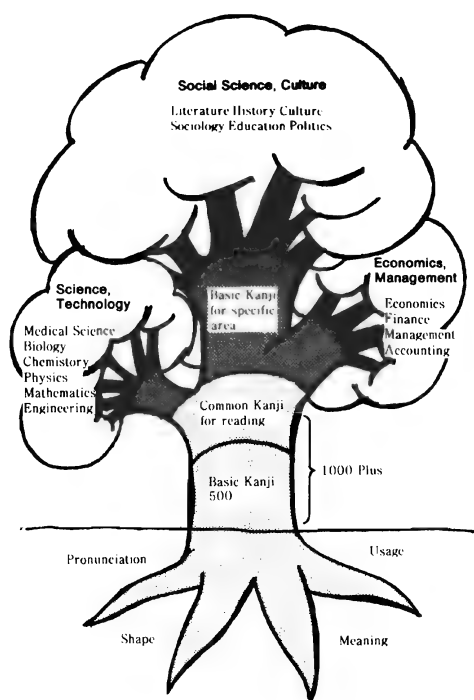 Social Science, Culture
Literature History Culture
Sociology Education Politics
Science,
Technology
Medical Science
Biology
Chemistory
Physics
Mathematics
Engineering
Basic Kanji
for specific
area
Economics,
Management
Economics
Finance
Management
Accounting
Common Kanji
for reading
1000 Plus
Basic Kanji
500
Pronunciation
Usage
Shape
Meaning